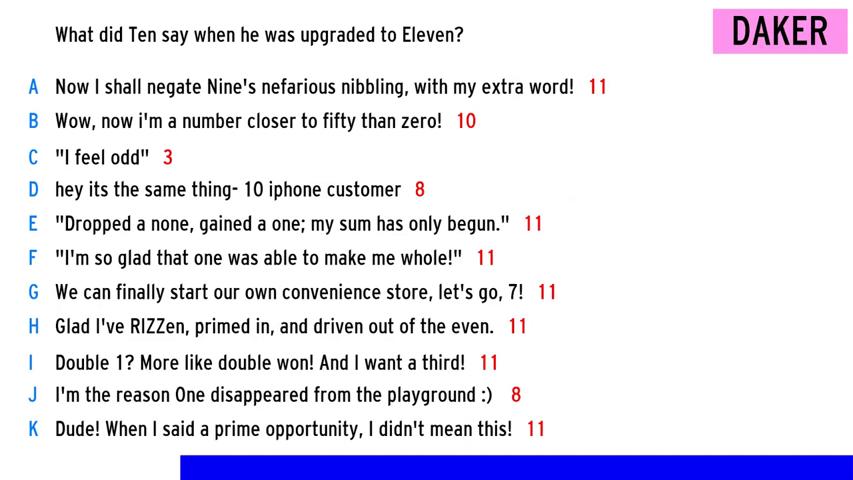 What did Ten say when he was upgraded to Eleven?
DAKER
A Now I shall negate Nine's nefarious nibbling, with my extra word! 11
B Wow, now i'm a number closer to fifty than zero! 10
C "I feel odd" 3
D hey its the same thing- 10 iphone customer 8
E "Dropped a none, gained a one; my sum has only begun." 11
F "I'm so glad that one was able to make me whole!" 11
G We can finally start our own convenience store, let's go, 7! 11
H Glad I've RIZZen, primed in, and driven out of the even. 11
I Double 1? More like double won! And I want a third! 11
J I'm the reason One disappeared from the playground :) 8
K Dude! When I said a prime opportunity, I didn't mean this! 11